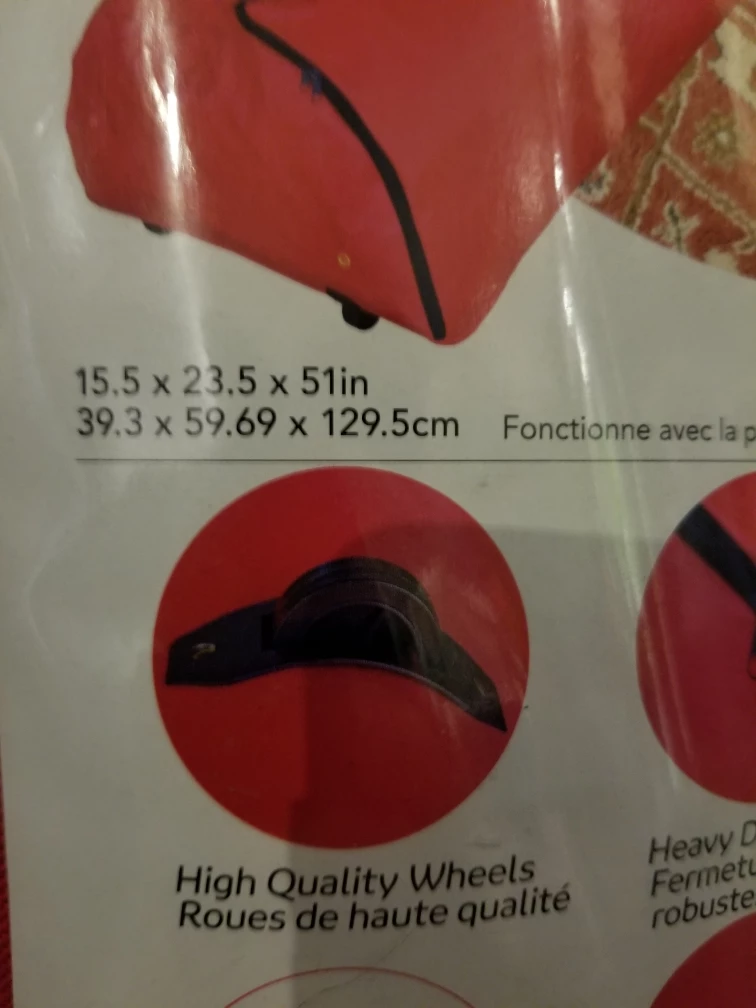 15.5 x 23.5 x 51in
39.3 x 59.69 x 129.5cm
Fonctionne avec la
High Quality Wheels
Roues de haute qualité
Heavy
robuste